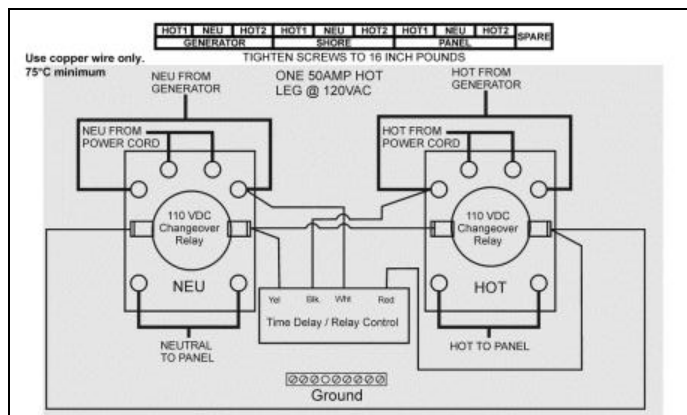 HOT1 NEU HOT2 HOT1 NEU HOT2 HOT1 NEU HOT2 SPARE
GENERATOR SHORE PANEL
TIGHTEN SCREWS TO 16 INCH POUNDS
Use copper wire only.
75°C minimum
NEU FROM
GENERATOR
ONE 50AMP HOT
LEG @ 120VAC
HOT FROM
GENERATOR
NEU FROM
POWER CORD
HOT FROM
POWER CORD
110 VDC
Changeover
Relay
NEU
110 VDC
Changeover
Relay
HOT
Yel Blk. Wht Red
Time Delay / Relay Control
NEUTRAL
TO PANEL
HOT TO PANEL
Ground